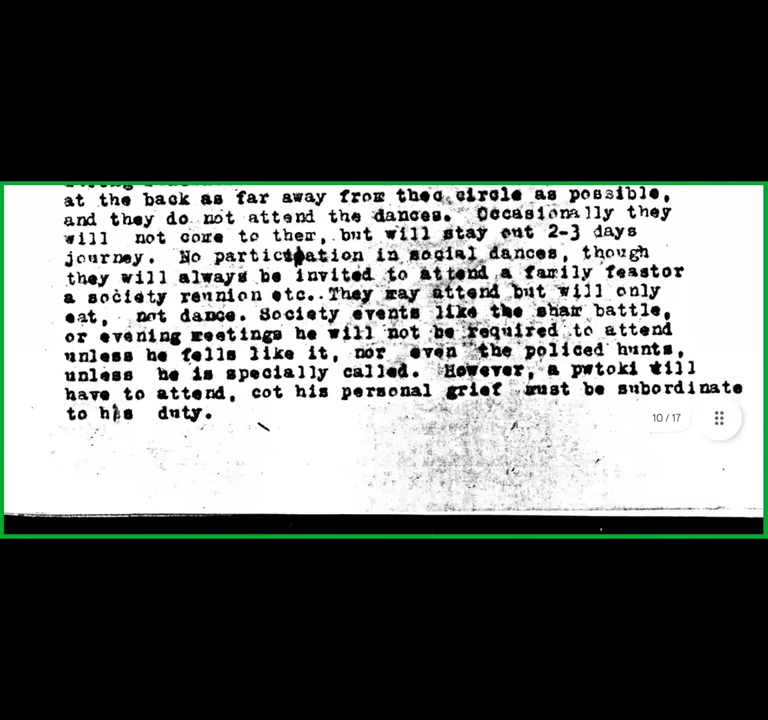 at the back as far away from theo circle as possible,
and they do not attend the dances. Occasionally they
will not come to them, but will stay out 2-3 days
journey. No participation in social dances, though
they will always be invited to attend a family feastor
a society reunion etc..They may attend but will only
eat, not dance. Society events like the sham battle,
or evening meetings he will not be required to attend
unless he fells like it, nor even the policed hunts,
unless he is specially called. However, a pwtoki will
have to attend, cot his personal grief must be subordinate
to his duty.
10 / 17